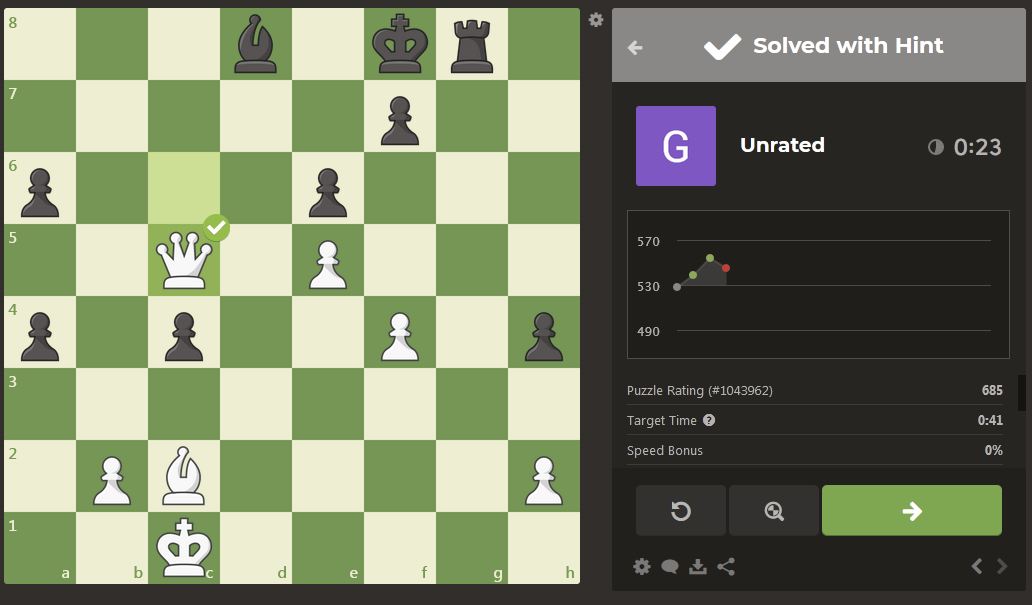 8
7
6
5
4
3
2
1
a b c d e f g h
Solved with Hint
G Unrated 0:23
570
530
490
Puzzle Rating (#1043962) 685
Target Time ? 0:41
Speed Bonus 0%